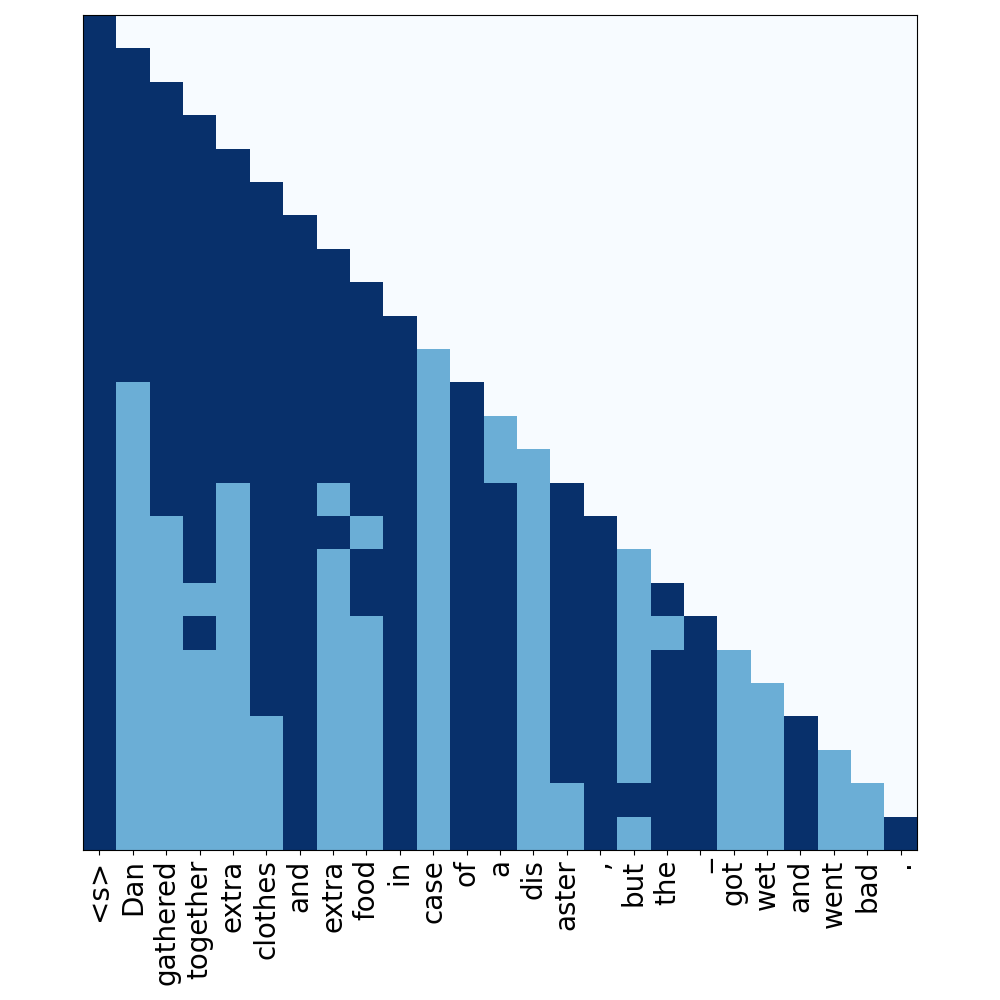 <s>
Dan
gathered
together
extra
clothes
and
extra
food
in
case
of
a
dis
aster
,
but
the
_
got
wet
and
went
bad
.